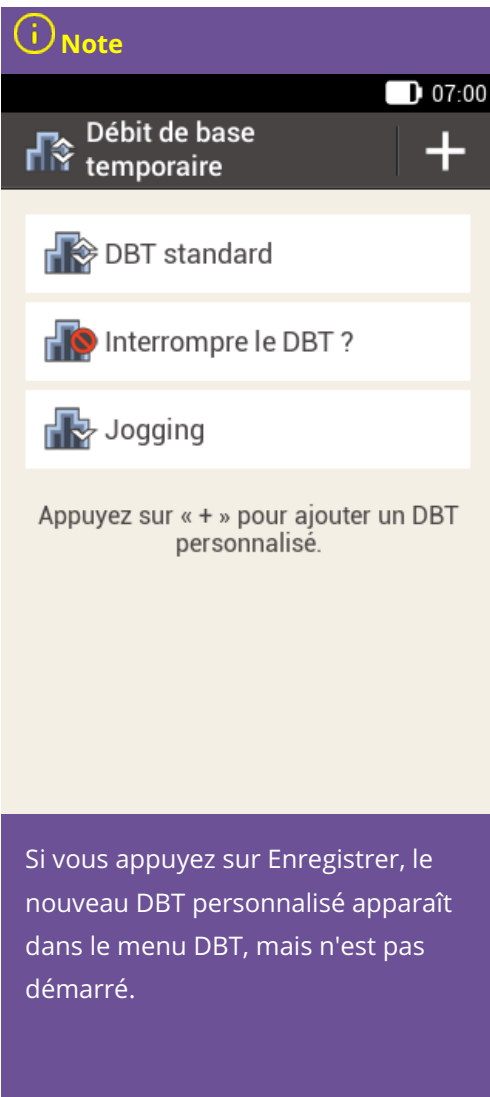 Note
07:00
Débit de base
temporaire
DBT standard
Interrompre le DBT ?
Jogging
Appuyez sur « + » pour ajouter un DBT
personnalisé.
Si vous appuyez sur Enregistrer, le
nouveau DBT personnalisé apparaît
dans le menu DBT, mais n'est pas
démarré.